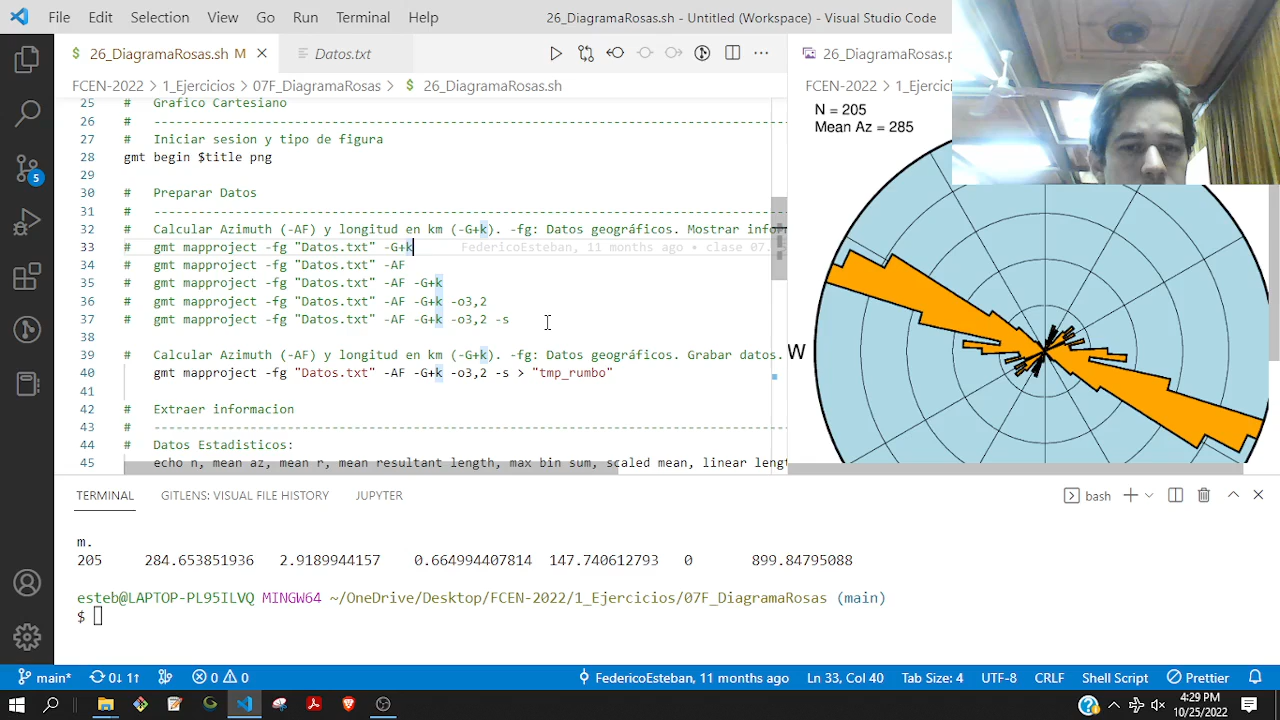 File Edit Selection View Go Run Terminal Help 26_DiagramaRosas.sh - Untitled (Workspace) - Visual Studio Code
$ 26_DiagramaRosas.sh M Datos.txt
26_DiagramaRosas.p
FCEN-2022 > 1_Ejercicios > 07F_DiagramaRosas > $ 26_DiagramaRosas.sh
FCEN-2022 > 1_Ejercici
25 # Grafico Cartesiano
26 # -----------------------------------------------------------------------------------------
27 # Iniciar sesion y tipo de figura
28 gmt begin $title png
29
30 # Preparar Datos
31 # -----------------------------------------------------------------------------------------
32 # Calcular Azimuth (-AF) y longitud en km (-G+k). -fg: Datos geográficos. Mostrar infor
33 # gmt mapproject -fg "Datos.txt" -G+k FedericoEsteban, 11 months ago • clase 07.
34 # gmt mapproject -fg "Datos.txt" -AF
35 # gmt mapproject -fg "Datos.txt" -AF -G+k
36 # gmt mapproject -fg "Datos.txt" -AF -G+k -o3,2
37 # gmt mapproject -fg "Datos.txt" -AF -G+k -o3,2 -s
38
39 # Calcular Azimuth (-AF) y longitud en km (-G+k). -fg: Datos geográficos. Grabar datos.
40 gmt mapproject -fg "Datos.txt" -AF -G+k -o3,2 -s > "tmp_rumbo"
41
42 # Extraer informacion
43 # -----------------------------------------------------------------------------------------
44 # Datos Estadisticos:
45 echo n, mean az, mean r, mean resultant length, max bin sum, scaled mean, linear lengt
N = 205
Mean Az = 285
W
TERMINAL GITLENS: VISUAL FILE HISTORY JUPYTER bash
m.
205 284.653851936 2.9189944157 0.664994407814 147.740612793 0 899.84795088
esteb@LAPTOP-PL95ILVQ MINGW64 ~/OneDrive/Desktop/FCEN-2022/1_Ejercicios/07F_DiagramaRosas (main)
$
main* 0↓ 1↑ 0 0 FedericoEsteban, 11 months ago Ln 33, Col 40 Tab Size: 4 UTF-8 CRLF Shell Script Prettier
5
4:29 PM
10/25/2022